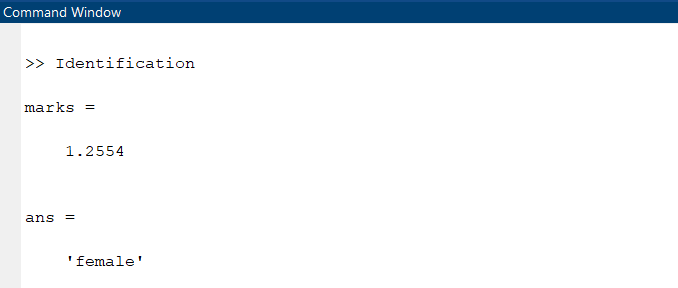 Command Window
>> Identification
marks =
1.2554
ans =
'female'